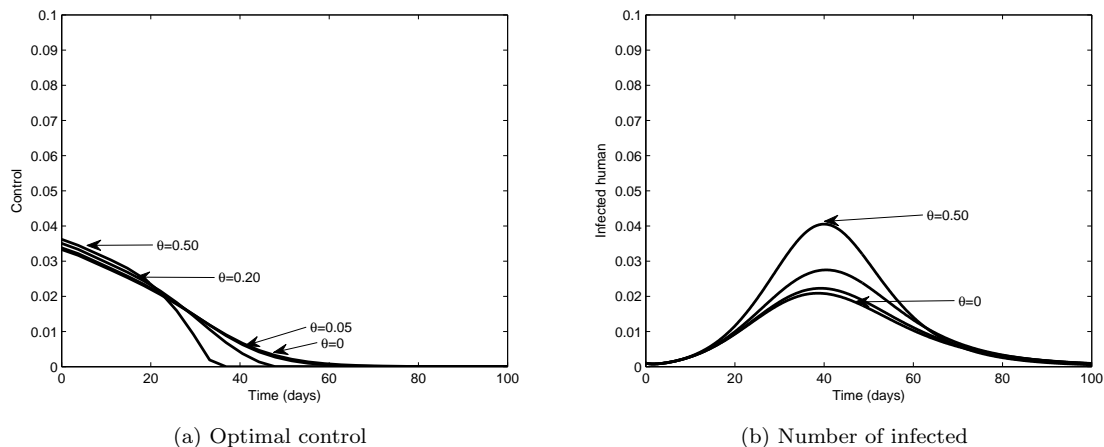 0.1
0.09
0.08
0.07
0.06
0.05
0.04
0.03
0.02
0.01
0
Control
θ=0.50
θ=0.20
θ=0.05
θ=0
0 20 40 60 80 100
Time (days)
(a) Optimal control
0.1
0.09
0.08
0.07
0.06
0.05
0.04
0.03
0.02
0.01
0
Infected human
θ=0.50
θ=0
0 20 40 60 80 100
Time (days)
(b) Number of infected